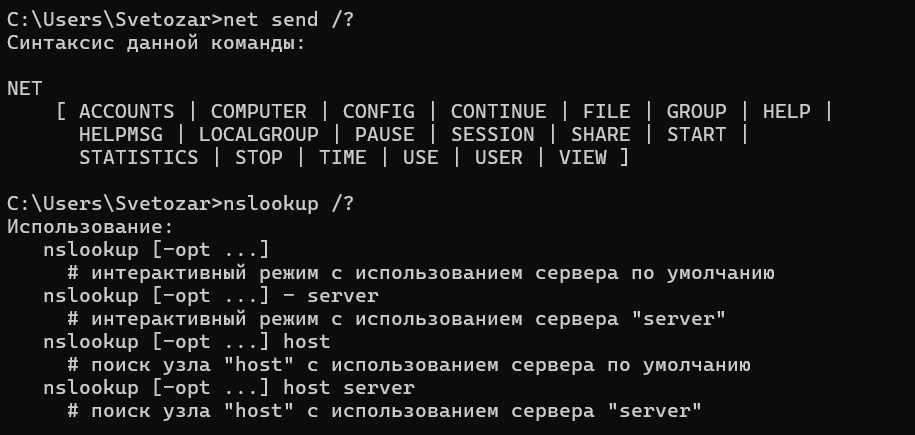 C:\Users\Svetozar>net send /?
Синтаксис данной команды:
NET
[ ACCOUNTS | COMPUTER | CONFIG | CONTINUE | FILE | GROUP | HELP |
HELPMSG | LOCALGROUP | PAUSE | SESSION | SHARE | START |
STATISTICS | STOP | TIME | USE | USER | VIEW ]
C:\Users\Svetozar>nslookup /?
Использование:
nslookup [-opt ...]
# интерактивный режим с использованием сервера по умолчанию
nslookup [-opt ...] - server
# интерактивный режим с использованием сервера "server"
nslookup [-opt ...] host
# поиск узла "host" с использованием сервера по умолчанию
nslookup [-opt ...] host server
# поиск узла "host" с использованием сервера "server"